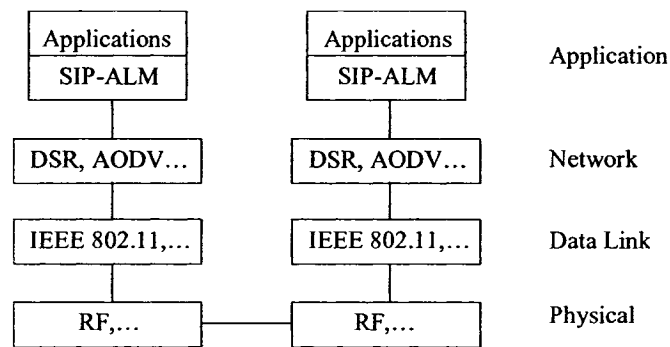 Applications Applications Application
SIP-ALM SIP-ALM
DSR, AODV... DSR, AODV... Network
IEEE 802.11,... IEEE 802.11,... Data Link
RF,... RF,... Physical